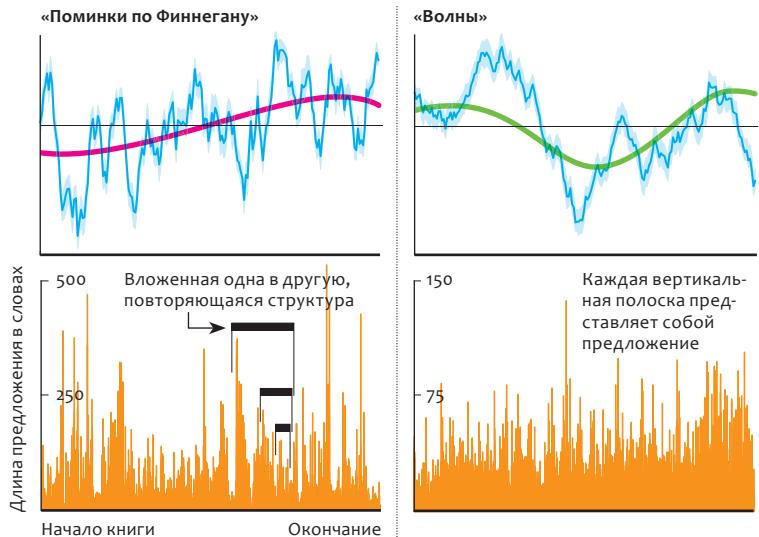 «Поминки по Финнегану»
«Волны»
Длина предложения в словах
500
Вложенная одна в другую,
повторяющаяся структура
250
Начало книги
Окончание
150
Каждая вертикаль-
ная полоска пред-
ставляет собой
предложение
75